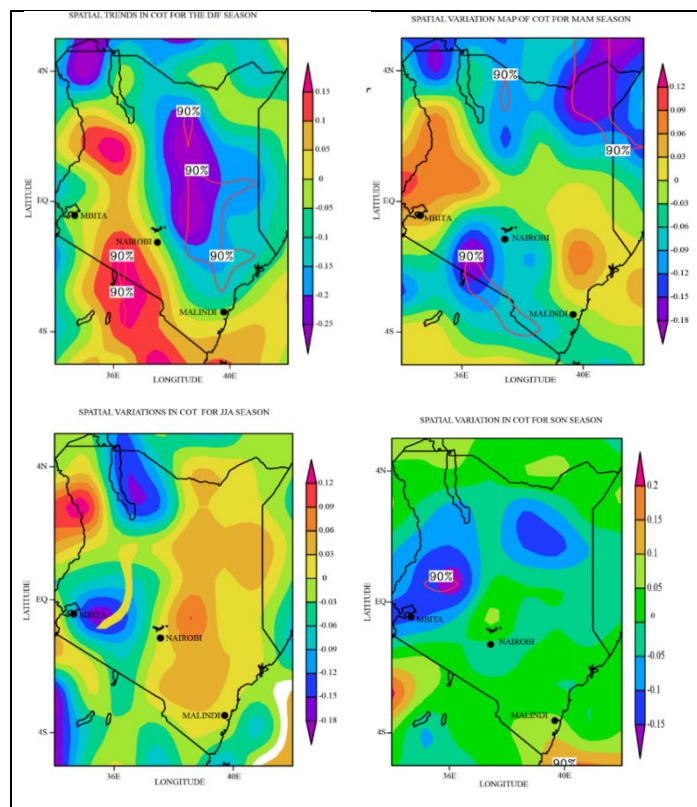 SPATIAL TRENDS IN COT FOR THE DJF SEASON
4N
EQ
4S
LATITUDE
36E
40E
LONGITUDE
90%
90%
90%
90%
90%
MBITA
NAIROBI
MALINDI
0.15
0.1
0.05
0
-0.05
-0.1
-0.15
-0.2
-0.25
SPATIAL VARIATION MAP OF COT FOR MAM SEASON
r
4N
EQ
4S
LATITUDE
36E
40E
LONGITUDE
90%
90%
90%
MBITA
NAIROBI
MALINDI
0.12
0.09
0.06
0.03
0
-0.03
-0.06
-0.09
-0.12
-0.15
-0.18
SPATIAL VARIATIONS IN COT FOR JJA SEASON
4N
EQ
4S
LATITUDE
36E
40E
LONGITUDE
MBITA
NAIROBI
MALINDI
0.12
0.09
0.06
0.03
0
-0.03
-0.06
-0.09
-0.12
-0.15
-0.18
SPATIAL VARIATION IN COT FOR SON SEASON
4N
EQ
4S
LATITUDE
36E
40E
LONGITUDE
90%
90%
MBITA
NAIROBI
MALINDI
0.2
0.15
0.1
0.05
0
-0.05
-0.1
-0.15